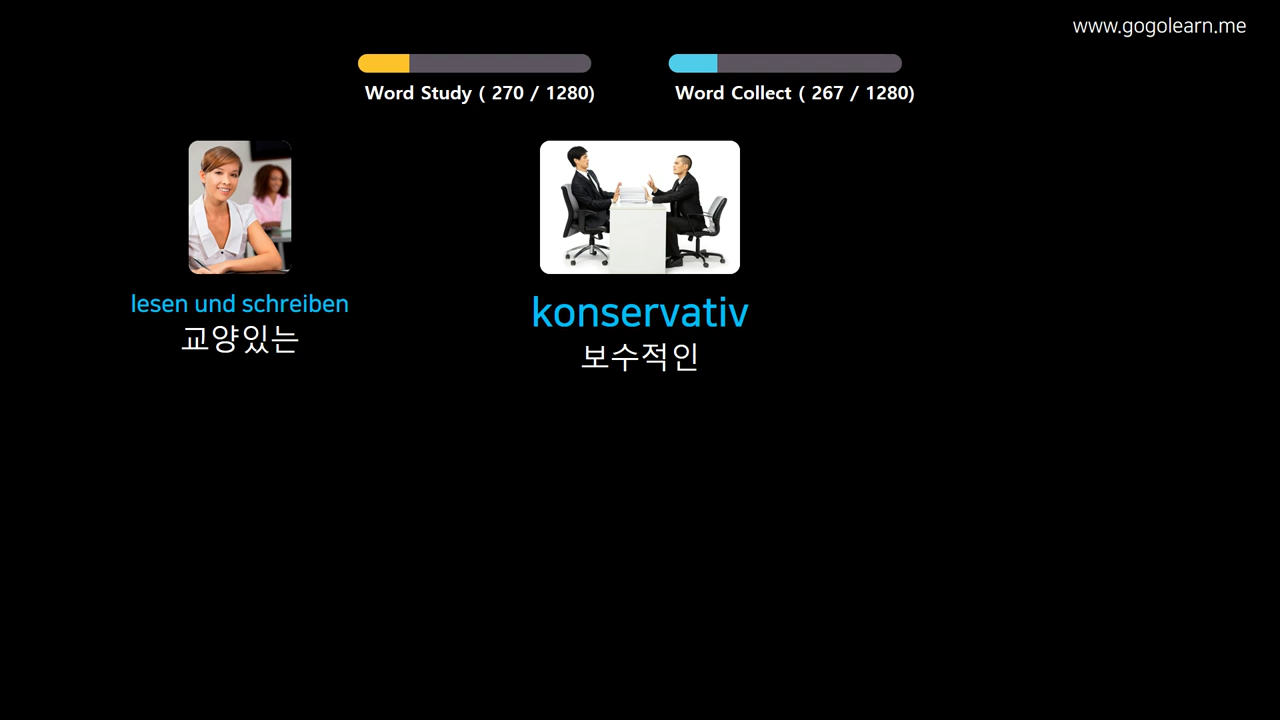 www.gogolearn.me
Word Study ( 270 / 1280)
Word Collect ( 267 / 1280)
lesen und schreiben
교양있는
konservativ
보수적인